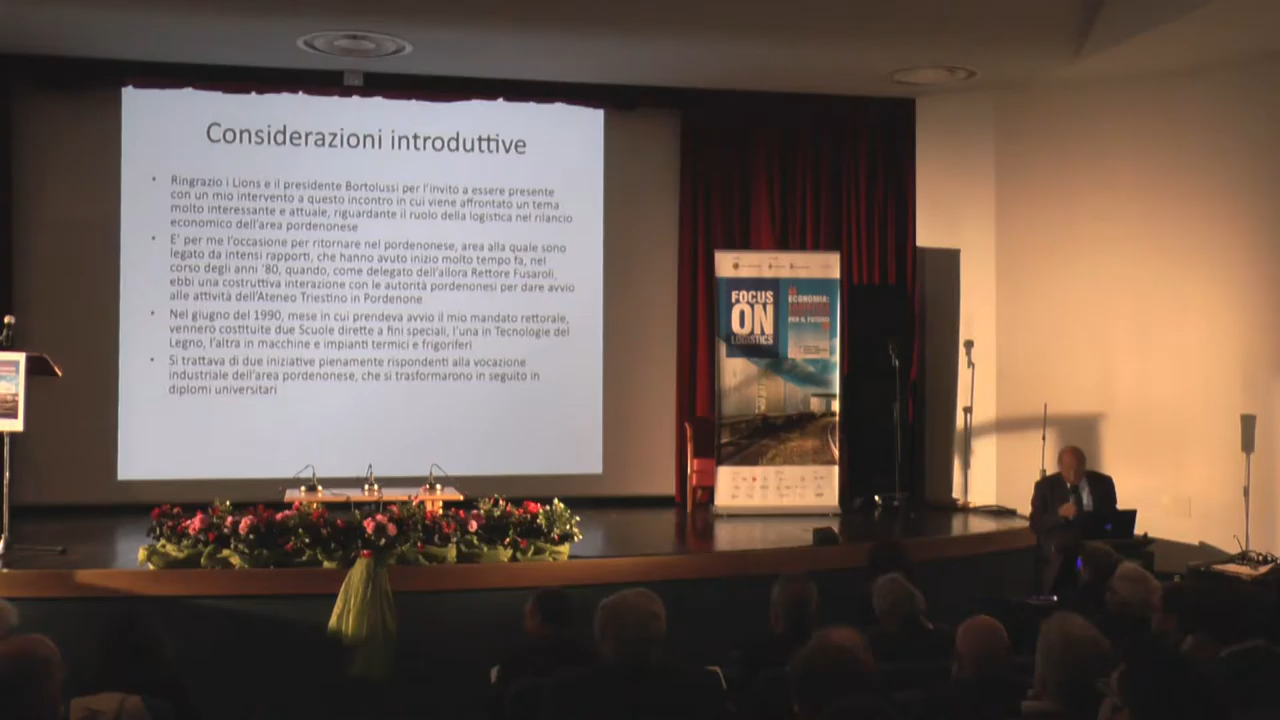 Considerazioni introduttive
• Ringrazio i Lions e il presidente Bortolussi per l'invito a essere presente
con un mio intervento a questo incontro in cui viene affrontato un tema
molto interessante e attuale, riguardante il ruolo della logistica nel rilancio
economico dell'area pordenonese
• E' per me l'occasione per ritornare nel pordenonese, area alla quale sono
legato da intensi rapporti, che hanno avuto inizio molto tempo fa, nel
corso degli anni '80, quando, come delegato dell'allora Rettore Fusaroli,
ebbi una costruttiva interazione con le autorità pordenonesi per dare avvio
alle attività dell'Ateneo Triestino in Pordenone
• Nel giugno del 1990, mese in cui prendeva avvio il mio mandato rettorale,
vennero costituite due Scuole dirette a fini speciali, l'una in Tecnologie del
Legno, l'altra in macchine e impianti termici e frigoriferi
• Si trattava di due iniziative pienamente rispondenti alla vocazione
industriale dell'area pordenonese, che si trasformarono in seguito in
diplomi universitari
FOCUS
ON
LOGISTICS
ECONOMIA:
PER IL FUTURO